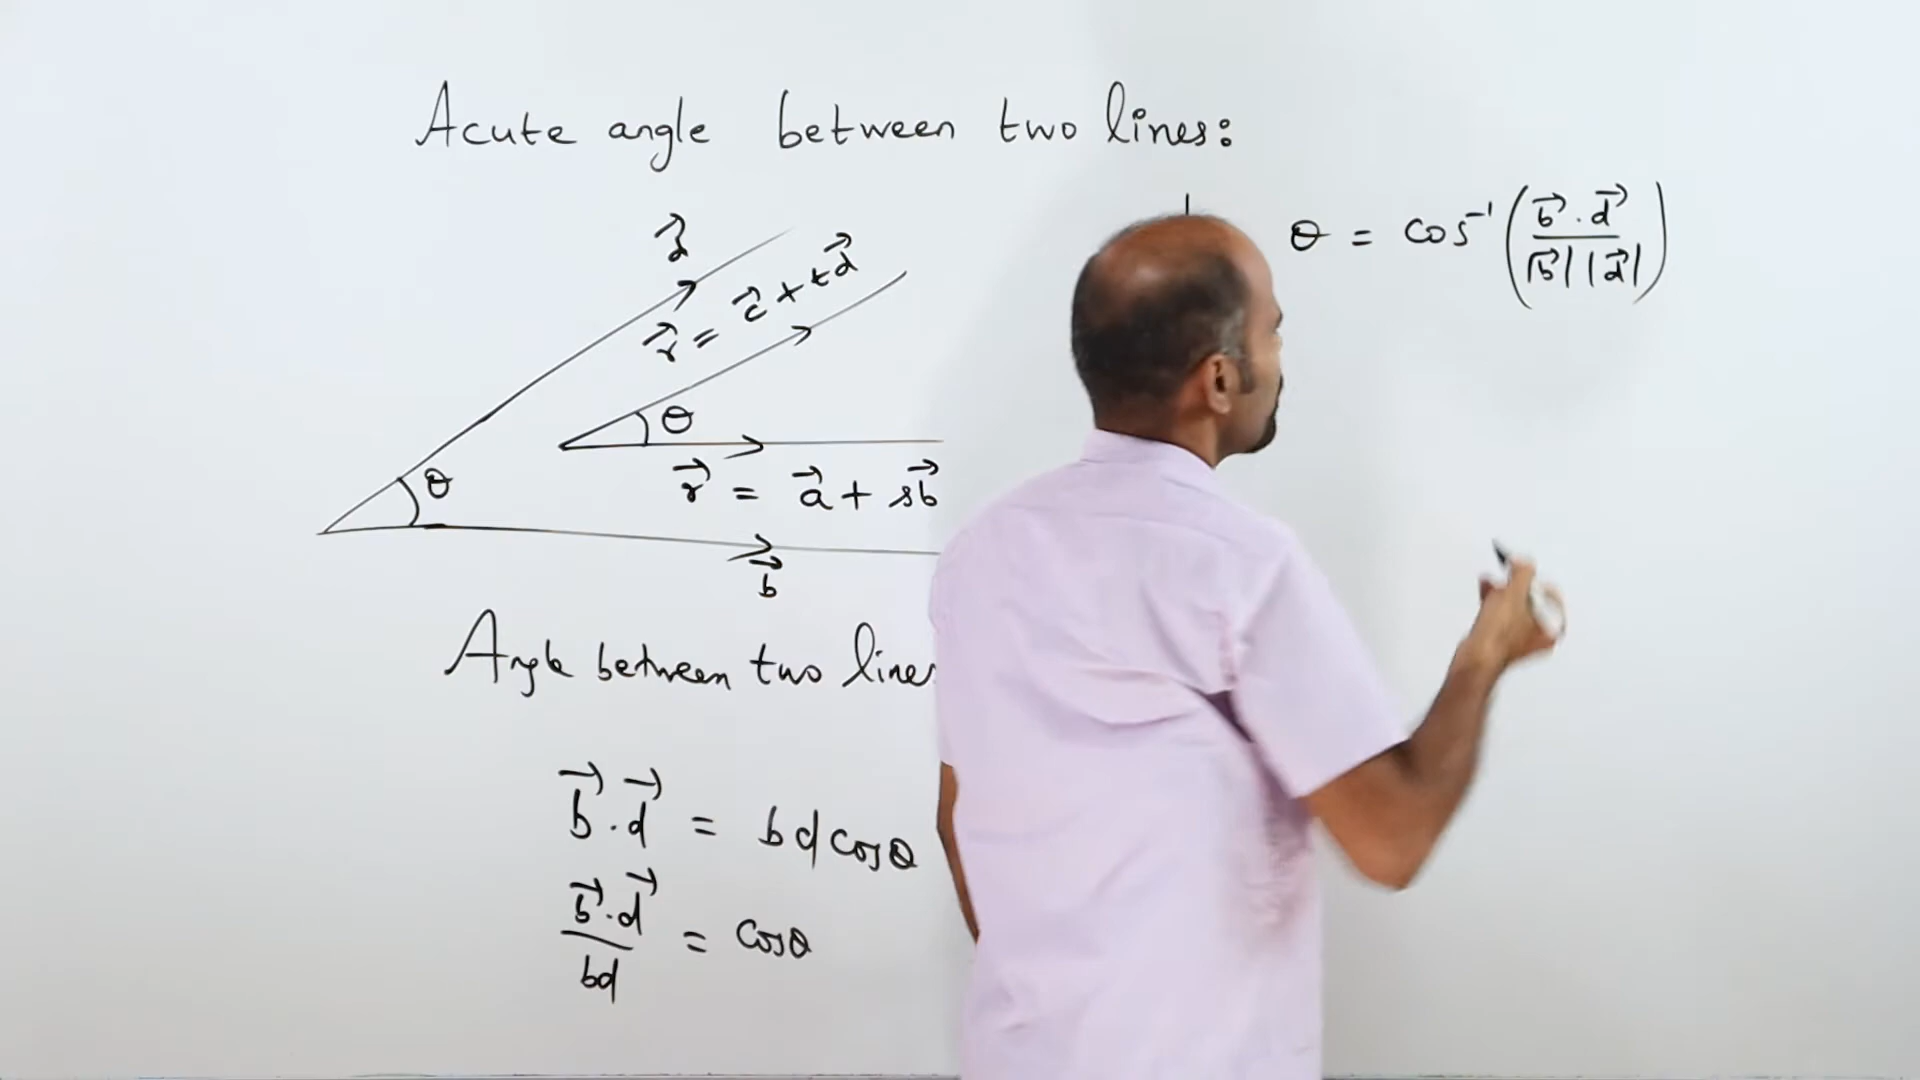 Acute angle between two lines:
d⃗
r⃗ = c⃗ + td⃗
θ
r⃗ = a⃗ + sb⃗
θ
b⃗
Angle between two lines
b⃗ . d⃗ = bd cosθ
b⃗ . d⃗ / bd = cosθ
θ = cos⁻¹ ( b⃗ . d⃗ / |b⃗| |d⃗| )